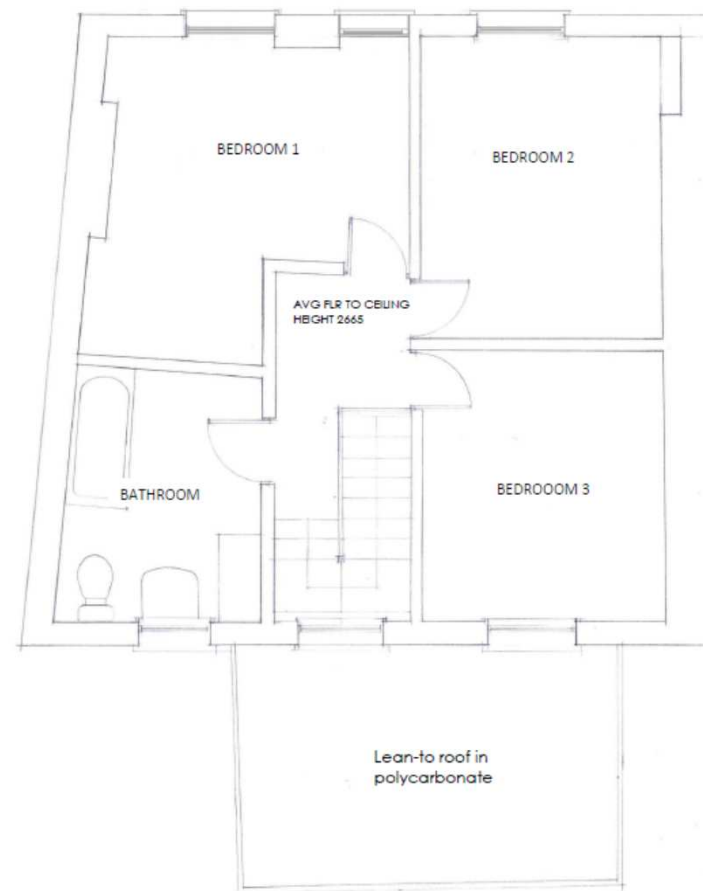 BEDROOM 1
BEDROOM 2
AVG FLR TO CEILING
HEIGHT 2665
BATHROOM
BEDROOOM 3
Lean-to roof in
polycarbonate